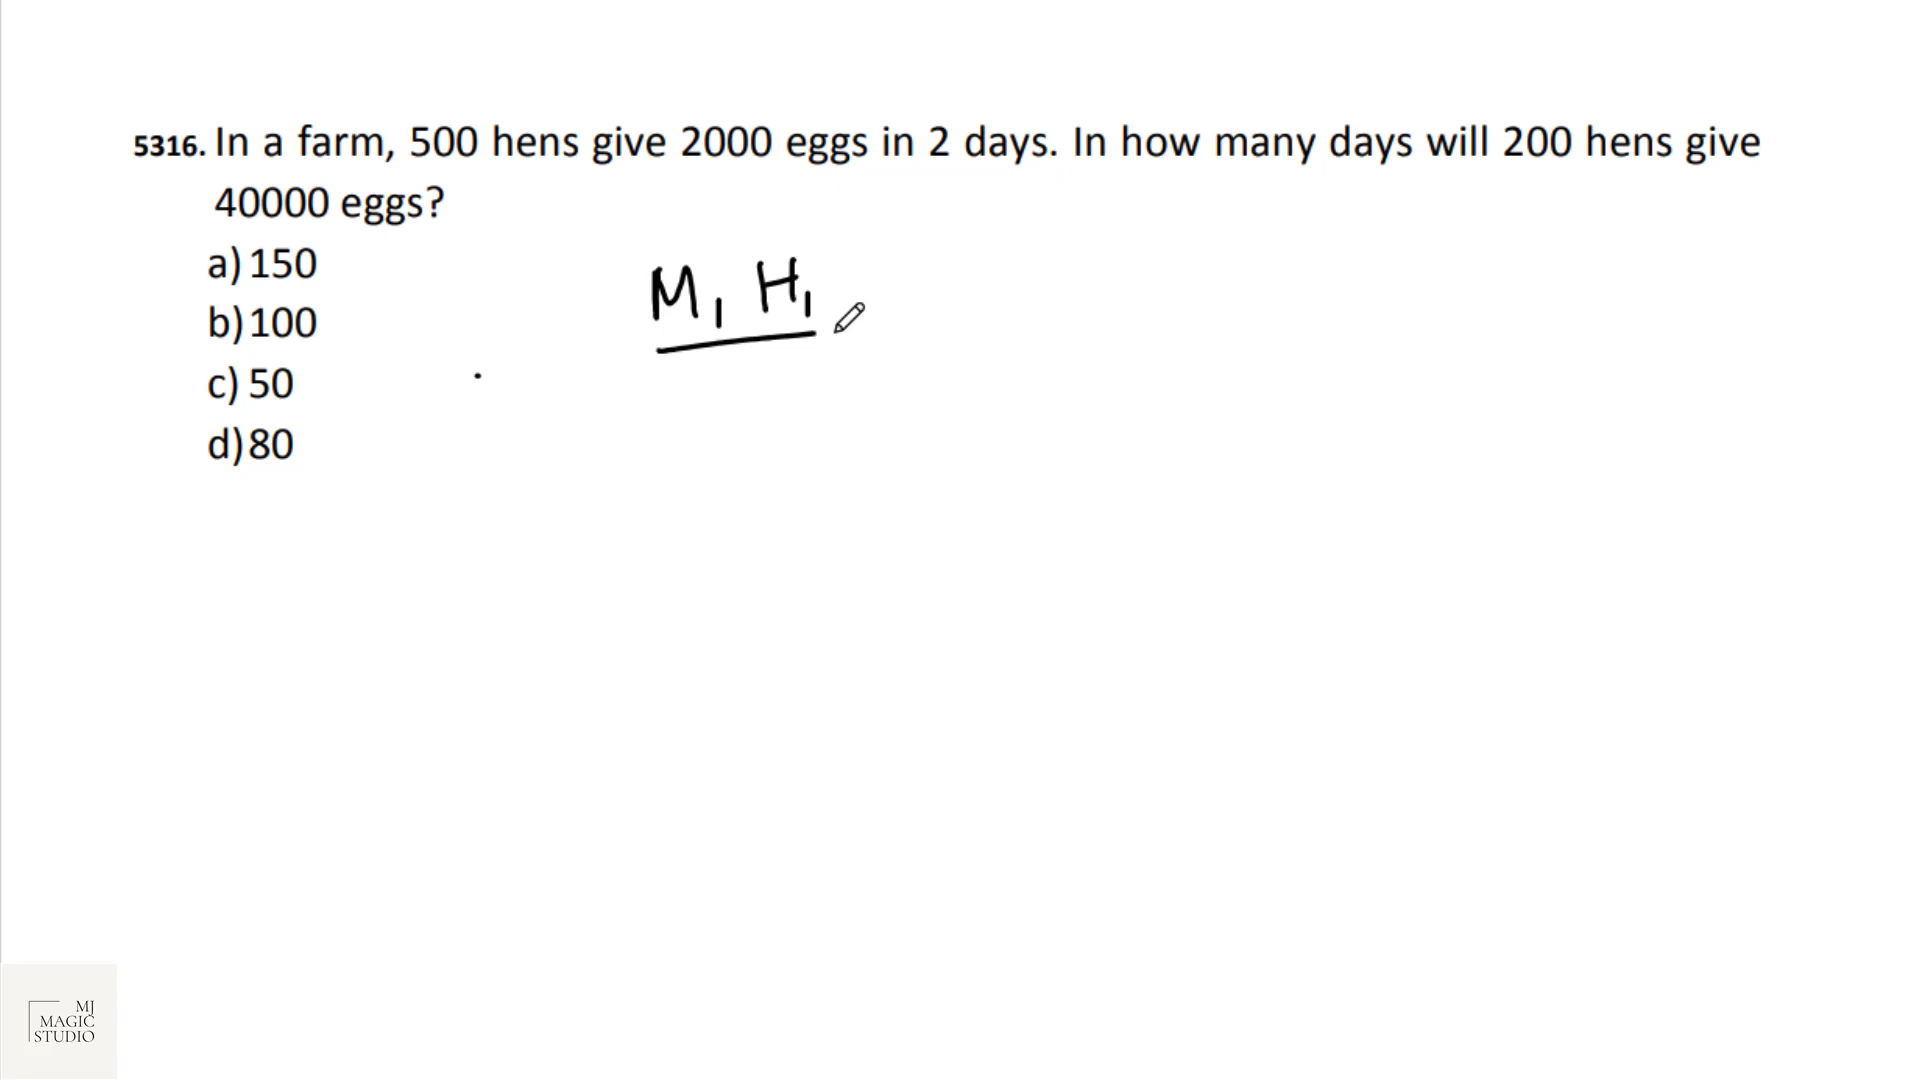 5316. In a farm, 500 hens give 2000 eggs in 2 days. In how many days will 200 hens give
40000 eggs?
a) 150
b) 100
c) 50
d) 80
M₁ H₁
MJ
MAGIC
STUDIO